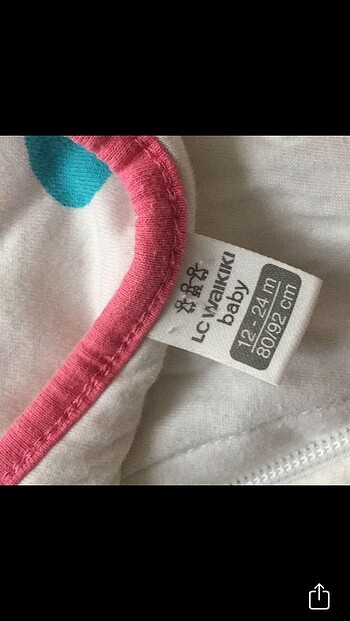 LC WAIKIKI
baby
12 - 24 m
80/92 cm